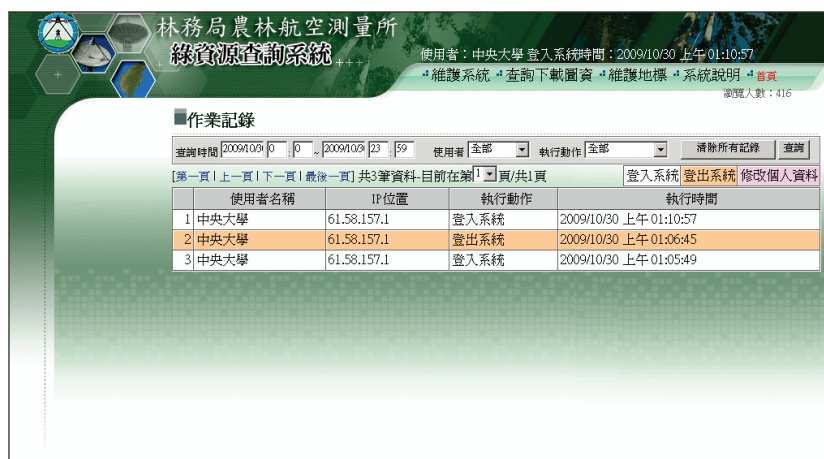 林務局農林航空測量所
綠資源查詢系統+++
使用者：中央大學 登入系統時間：2009/10/30 上午 01:10:57
維護系統 查詢下載圖資 維護地標 系統說明 首頁
瀏覽人數：416
作業記錄
查詢時間 2009/10/3 0 : 0 ~ 2009/10/3 23 : 59 使用者 全部 執行動作 全部 清除所有記錄 查詢
[第一頁 | 上一頁 | 下一頁 | 最後一頁] 共3筆資料-目前在第 1 頁/共1頁 登入系統 登出系統 修改個人資料
使用者名稱 IP位置 執行動作 執行時間
1 中央大學 61.58.157.1 登入系統 2009/10/30 上午 01:10:57
2 中央大學 61.58.157.1 登出系統 2009/10/30 上午 01:06:45
3 中央大學 61.58.157.1 登入系統 2009/10/30 上午 01:05:49